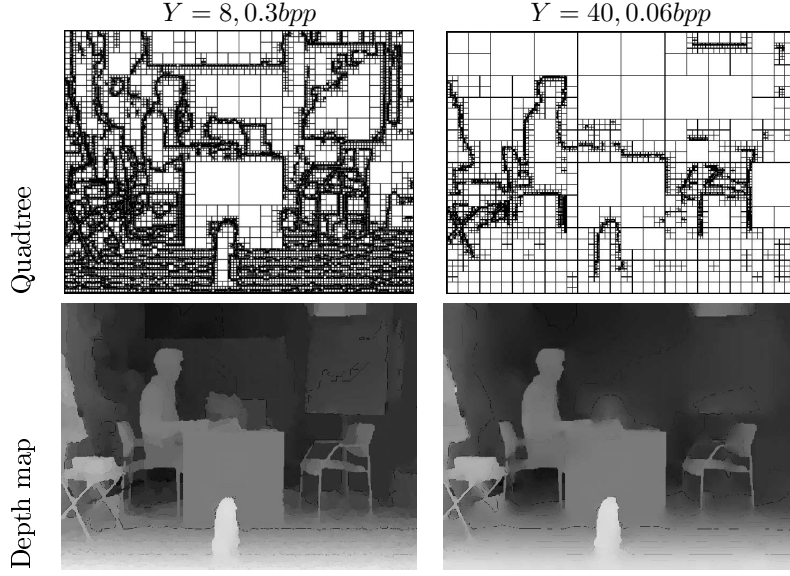 Y = 8, 0.3bpp
Y = 40, 0.06bpp
Quadtree
Depth map